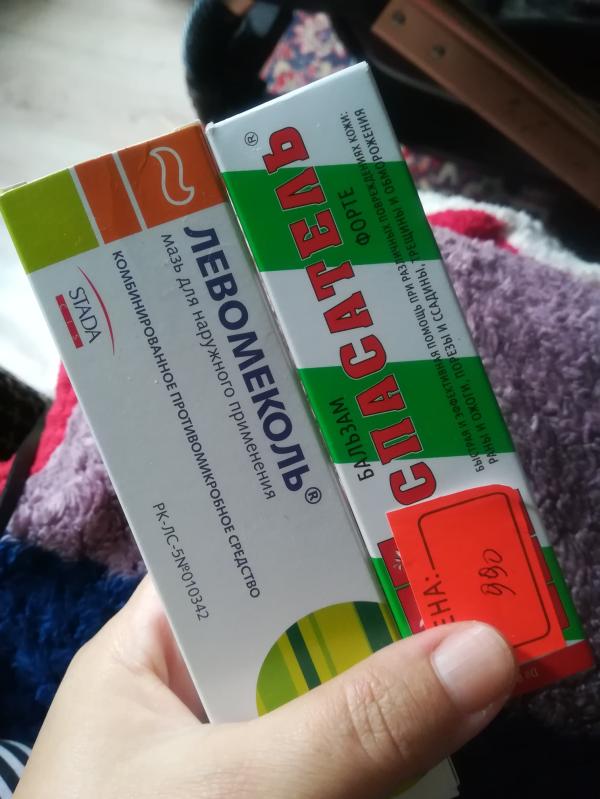 STADA
ЛЕВОМЕКОЛЬ®
мазь для наружного применения
КОМБИНИРОВАННОЕ ПРОТИВОМИКРОБНОЕ СРЕДСТВО
РК-ЛС-5№010342
БАЛЬЗАМ
СПАСАТЕЛЬ®
ФОРТЕ
БЫСТРАЯ И ЭФФЕКТИВНАЯ ПОМОЩЬ ПРИ РАЗЛИЧНЫХ ПОВРЕЖДЕНИЯХ КОЖИ:
РАНЫ И ОЖОГИ, ПОРЕЗЫ И ССАДИНЫ, ТРЕЩИНЫ И ОБМОРОЖЕНИЯ
ЕНА: